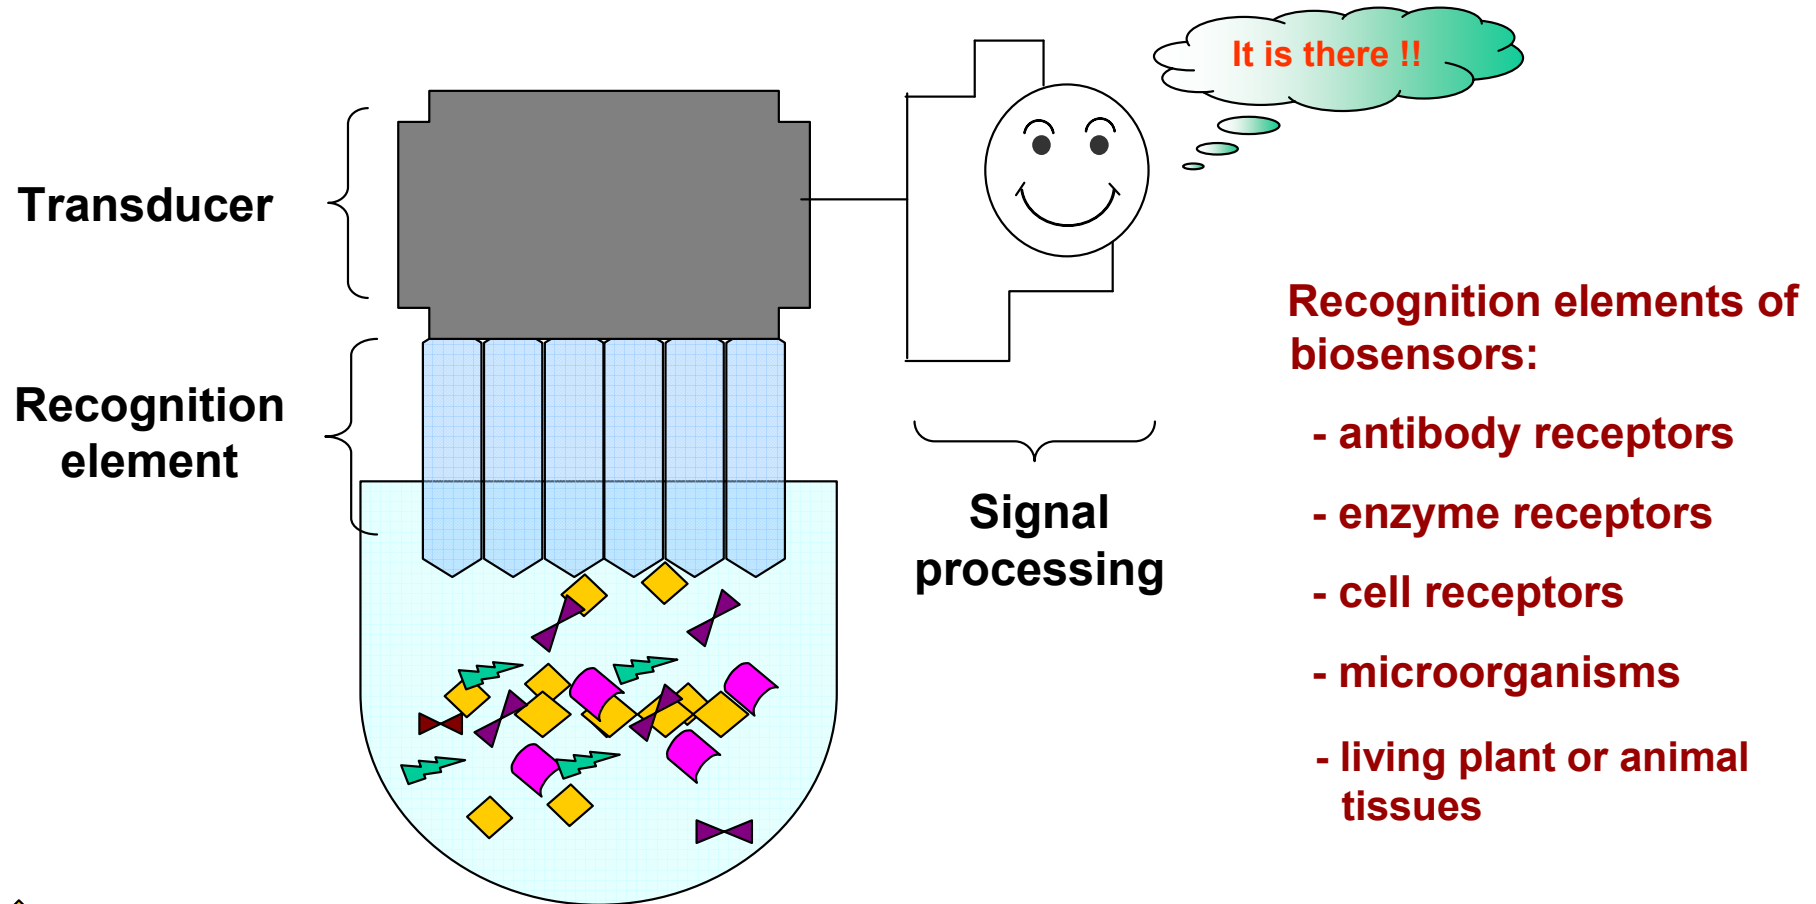 It is there !!
Transducer
Recognition
element
Signal
processing
Recognition elements of
biosensors:
- antibody receptors
- enzyme receptors
- cell receptors
- microorganisms
- living plant or animal
tissues